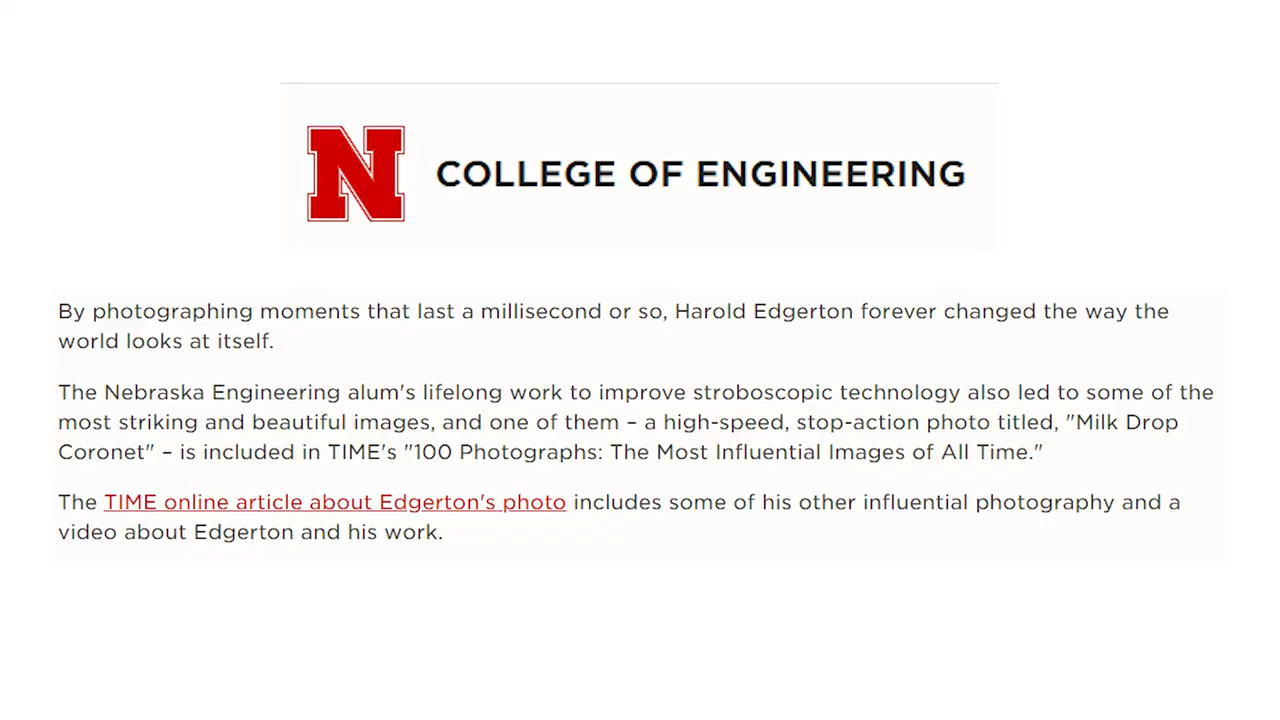 N COLLEGE OF ENGINEERING
By photographing moments that last a millisecond or so, Harold Edgerton forever changed the way the
world looks at itself.
The Nebraska Engineering alum's lifelong work to improve stroboscopic technology also led to some of the
most striking and beautiful images, and one of them – a high-speed, stop-action photo titled, "Milk Drop
Coronet" – is included in TIME's "100 Photographs: The Most Influential Images of All Time."
The TIME online article about Edgerton's photo includes some of his other influential photography and a
video about Edgerton and his work.